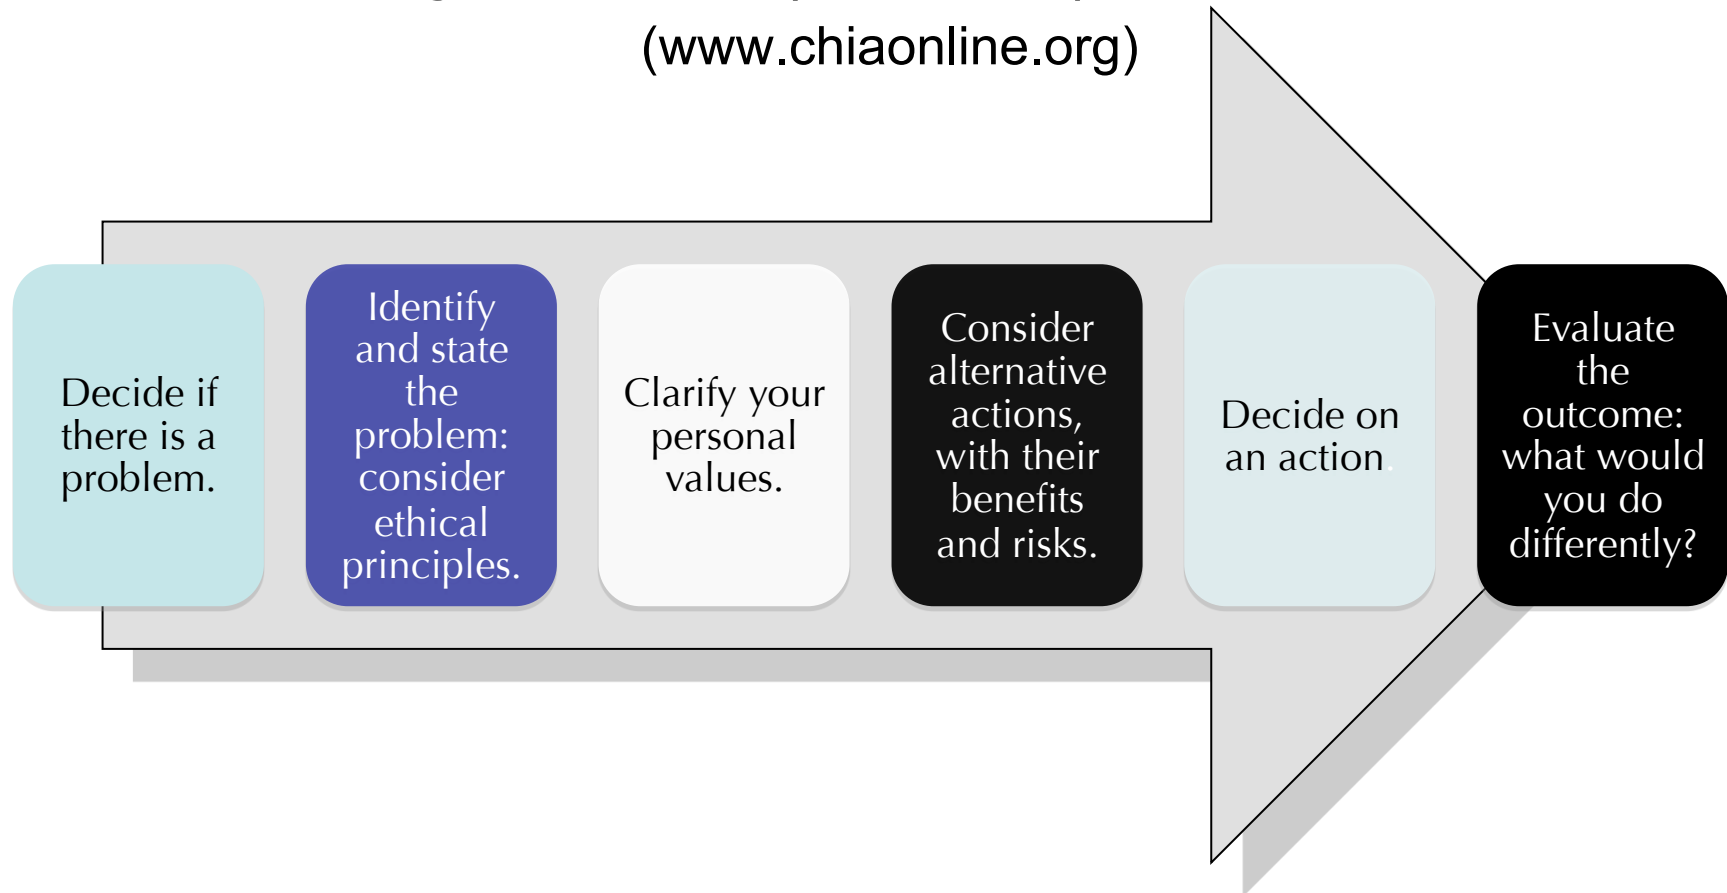 (www.chiaonline.org)
Decide if
there is a
problem.
Identify
and state
the
problem:
consider
ethical
principles.
Clarify your
personal
values.
Consider
alternative
actions,
with their
benefits
and risks.
Decide on
an action.
Evaluate
the
outcome:
what would
you do
differently?